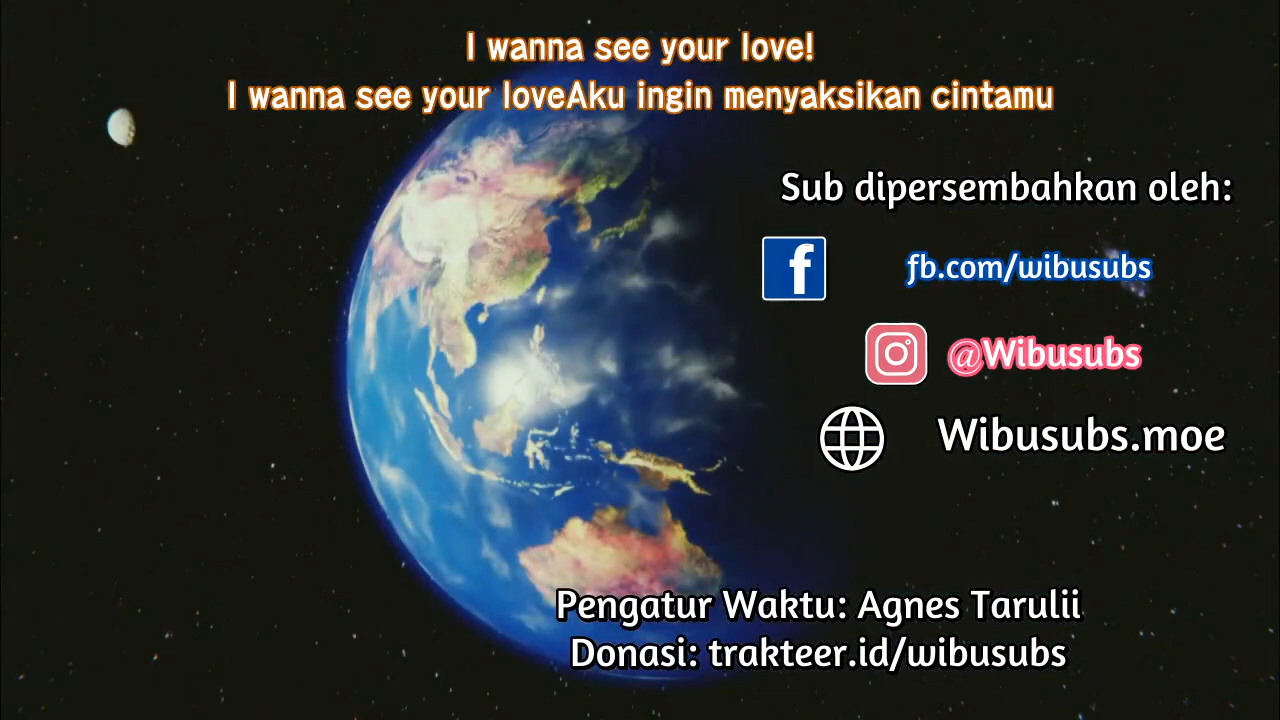 I wanna see your love!
I wanna see your loveAku ingin menyaksikan cintamu
Sub dipersembahkan oleh:
fb.com/wibusubs
@Wibusubs
Wibusubs.moe
Pengatur Waktu: Agnes Tarulii
Donasi: trakteer.id/wibusubs